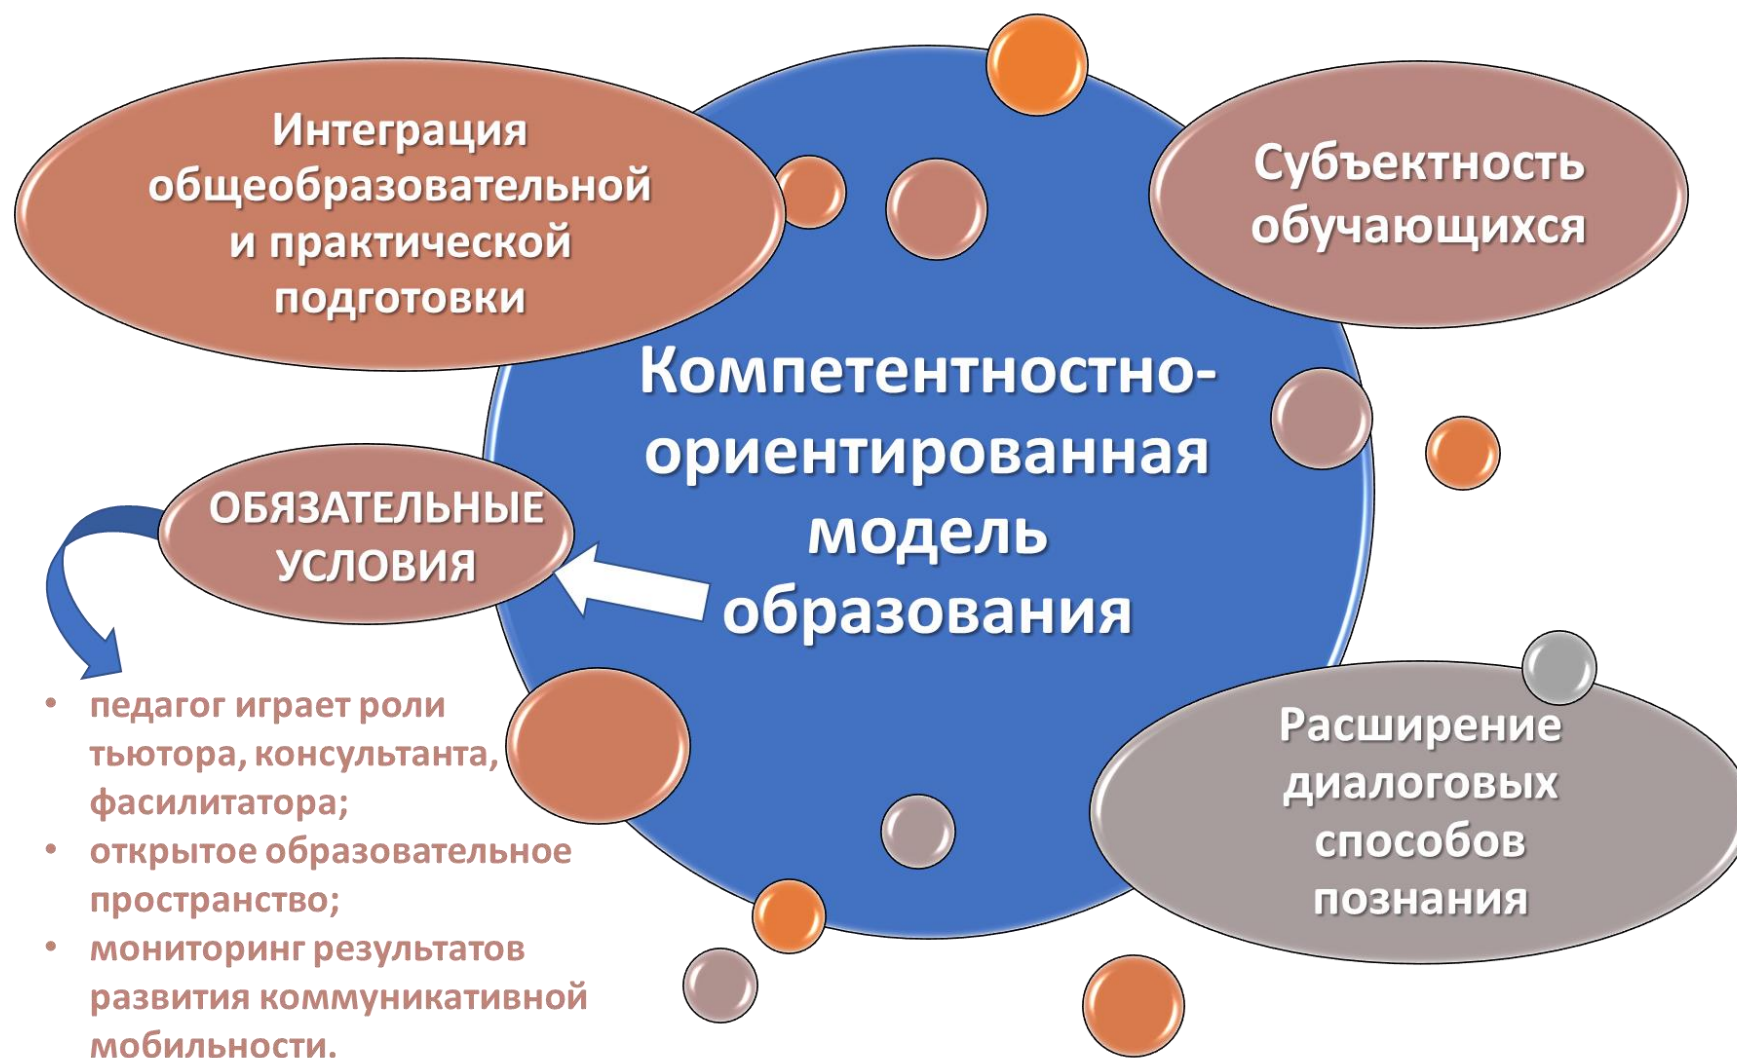 Интеграция
общеобразовательной
и практической
подготовки
Субъектность
обучающихся
Компетентностно-
ориентированная
модель
образования
ОБЯЗАТЕЛЬНЫЕ
УСЛОВИЯ
• педагог играет роли
тьютора, консультанта,
фасилитатора;
• открытое образовательное
пространство;
• мониторинг результатов
развития коммуникативной
мобильности.
Расширение
диалоговых
способов
познания